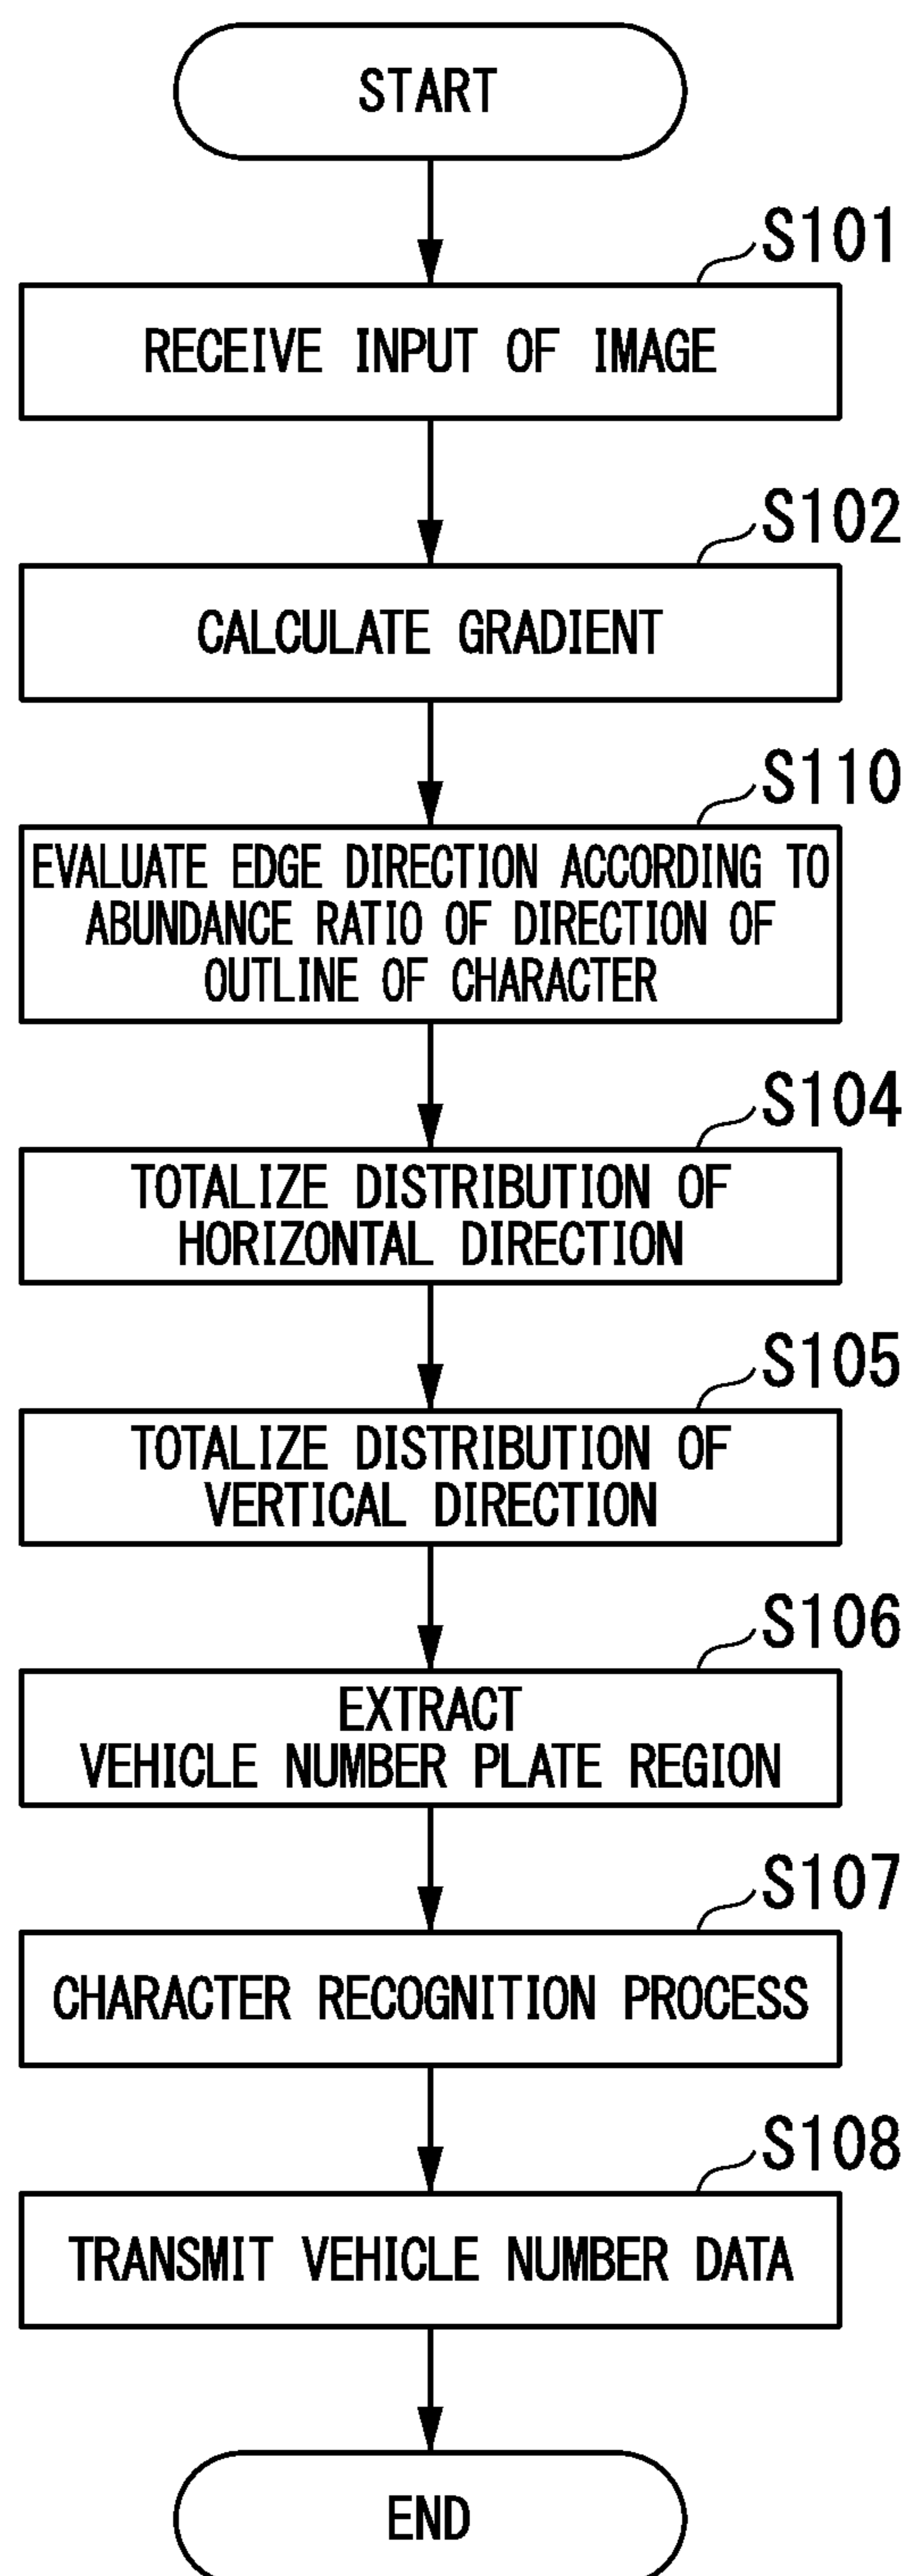 START
S101
RECEIVE INPUT OF IMAGE
S102
CALCULATE GRADIENT
S110
EVALUATE EDGE DIRECTION ACCORDING TO
ABUNDANCE RATIO OF DIRECTION OF
OUTLINE OF CHARACTER
S104
TOTALIZE DISTRIBUTION OF
HORIZONTAL DIRECTION
S105
TOTALIZE DISTRIBUTION OF
VERTICAL DIRECTION
S106
EXTRACT
VEHICLE NUMBER PLATE REGION
S107
CHARACTER RECOGNITION PROCESS
S108
TRANSMIT VEHICLE NUMBER DATA
END